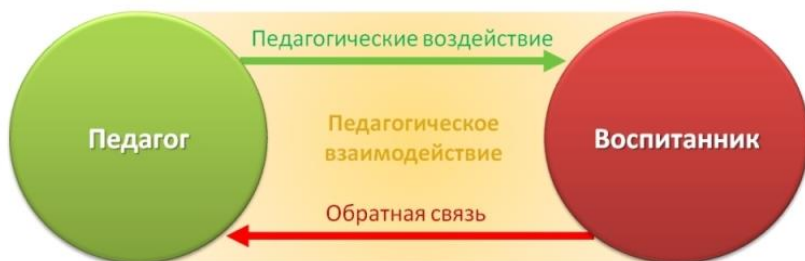 Педагогические воздействие
Педагог
Педагогическое
взаимодействие
Воспитанник
Обратная связь